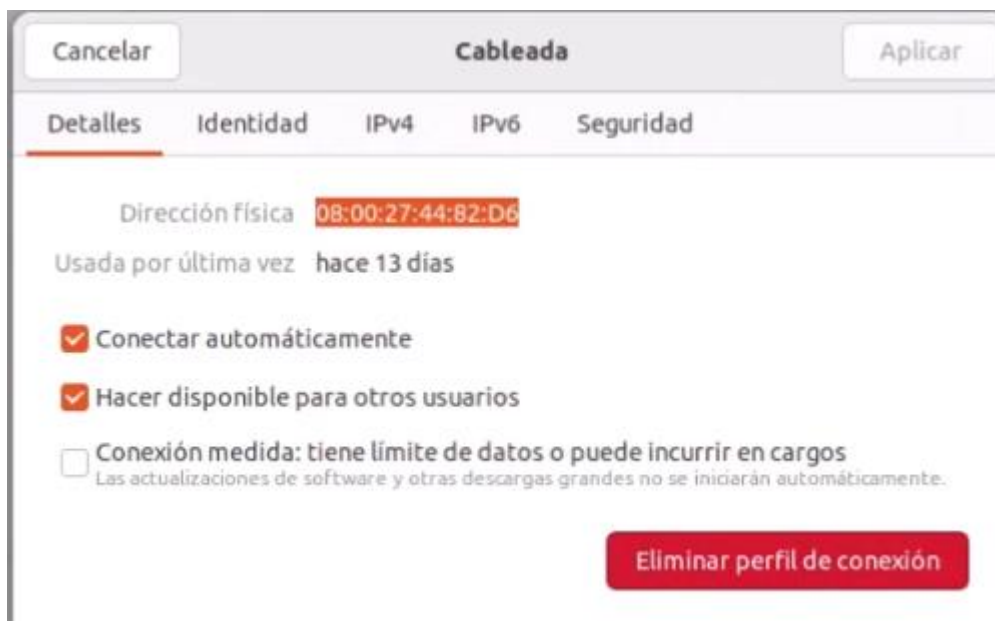 Cancelar Cableada Aplicar
Detalles Identidad IPv4 IPv6 Seguridad
Dirección física 08:00:27:44:82:D6
Usada por última vez hace 13 días
Conectar automáticamente
Hacer disponible para otros usuarios
Conexión medida: tiene límite de datos o puede incurrir en cargos
Las actualizaciones de software y otras descargas grandes no se iniciarán automáticamente.
Eliminar perfil de conexión